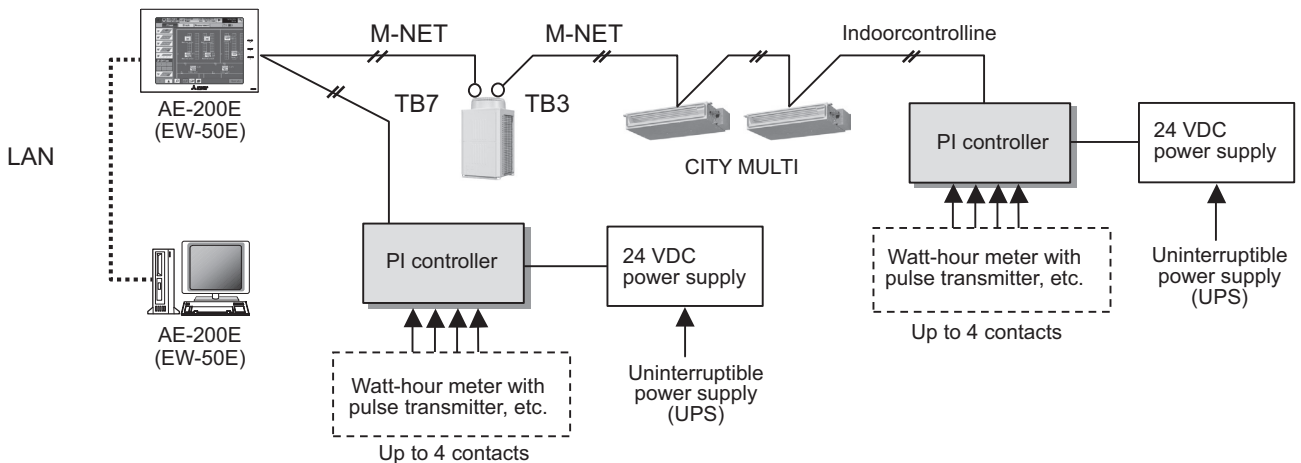 M-NET
M-NET
Indoorcontrolline
AE-200E
(EW-50E)
TB7
TB3
LAN
CITY MULTI
PI controller
24 VDC
power supply
Watt-hour meter with
pulse transmitter, etc.
Up to 4 contacts
Uninterruptible
power supply
(UPS)
PI controller
24 VDC
power supply
AE-200E
(EW-50E)
Watt-hour meter with
pulse transmitter, etc.
Up to 4 contacts
Uninterruptible
power supply
(UPS)